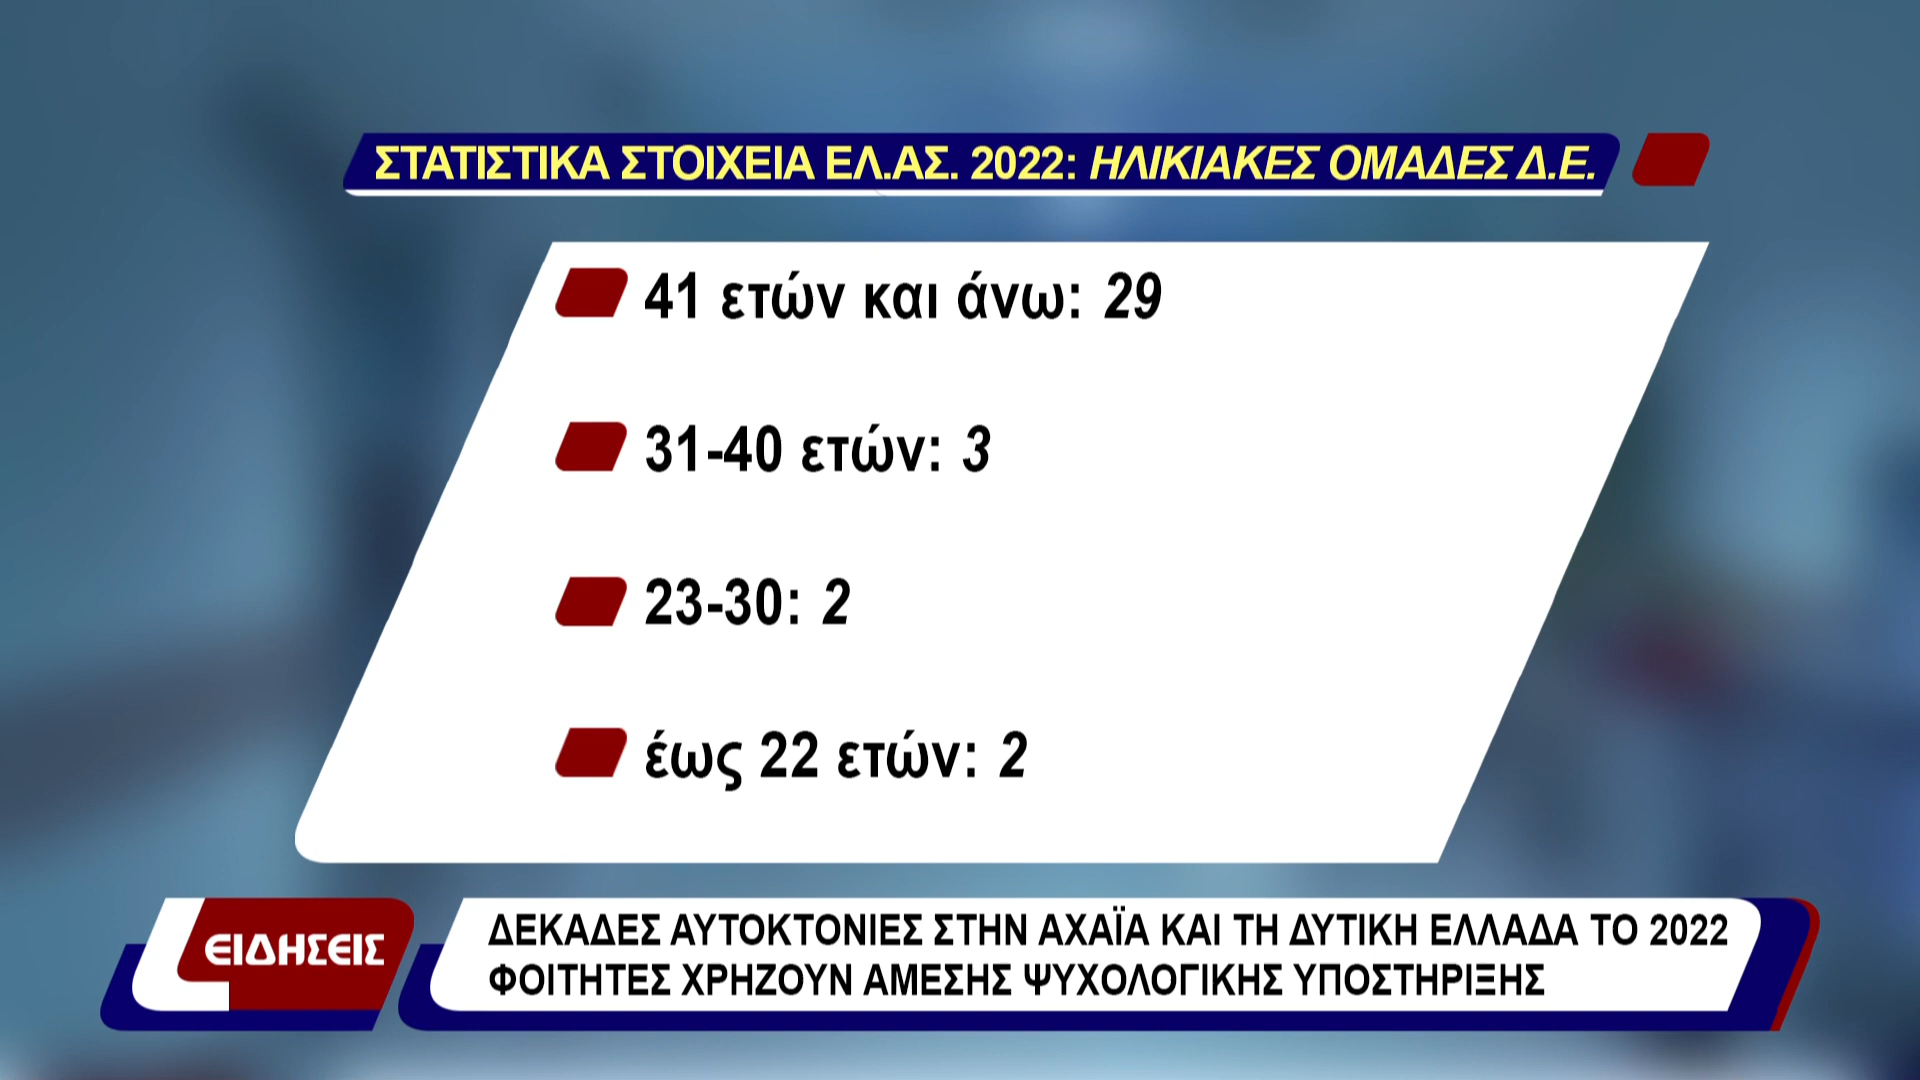 ΣΤΑΤΙΣΤΙΚΑ ΣΤΟΙΧΕΙΑ ΕΛ.ΑΣ. 2022: ΗΛΙΚΙΑΚΕΣ ΟΜΑΔΕΣ Δ.Ε.
41 ετών και άνω: 29
31-40 ετών: 3
23-30: 2
έως 22 ετών: 2
ΕΙΔΗΣΕΙΣ
ΔΕΚΑΔΕΣ ΑΥΤΟΚΤΟΝΙΕΣ ΣΤΗΝ ΑΧΑΪΑ ΚΑΙ ΤΗ ΔΥΤΙΚΗ ΕΛΛΑΔΑ ΤΟ 2022
ΦΟΙΤΗΤΕΣ ΧΡΗΖΟΥΝ ΑΜΕΣΗΣ ΨΥΧΟΛΟΓΙΚΗΣ ΥΠΟΣΤΗΡΙΞΗΣ